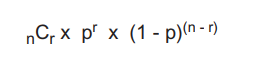 ₙCᵣ x pʳ x (1 - p)⁽ⁿ ⁻ ʳ⁾